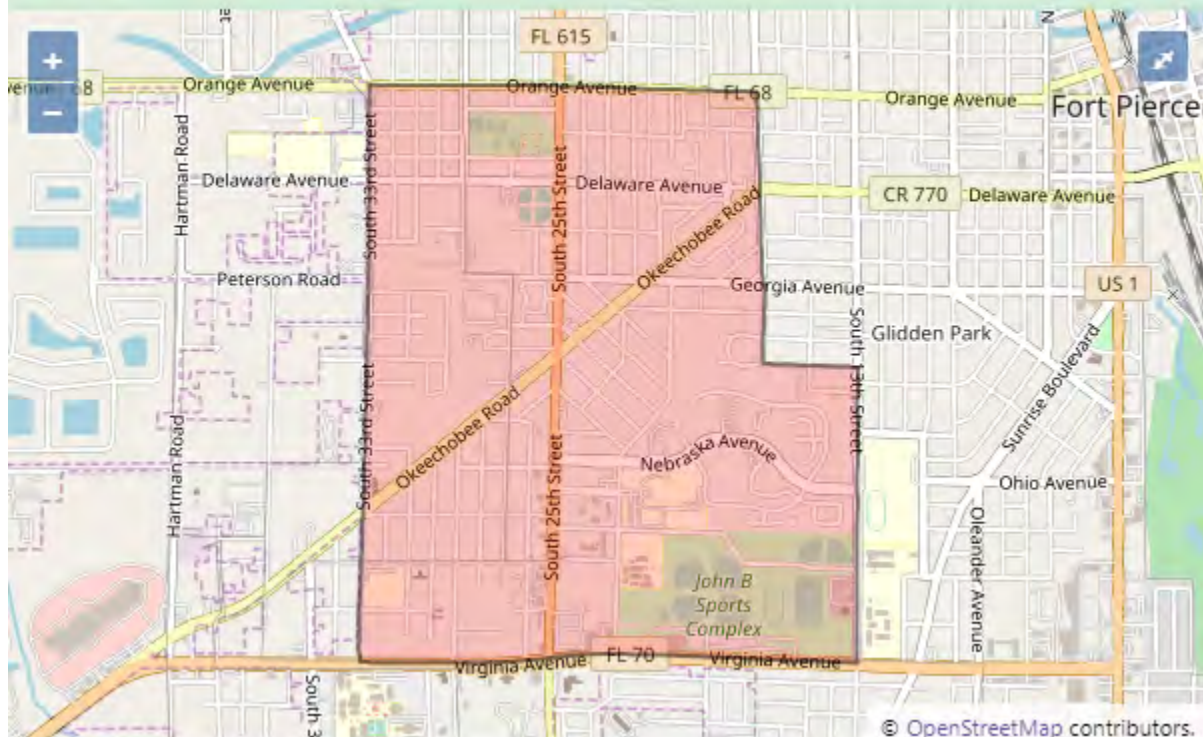 +
−
FL 615
N
68
Orange Avenue
Orange Avenue
FL 68
Orange Avenue
Fort Pierce
Hartman Road
South 33rd Street
Delaware Avenue
South 25th Street
Delaware Avenue
CR 770
Delaware Avenue
Okeechobee Road
Peterson Road
Georgia Avenue
US 1
South 13th Street
Glidden Park
Sunrise Boulevard
South 33rd Street
Okeechobee Road
Hartman Road
South 25th Street
Nebraska Avenue
Ohio Avenue
Oleander Avenue
John B
Sports
Complex
Virginia Avenue
FL 70
Virginia Avenue
South 3
© OpenStreetMap contributors.